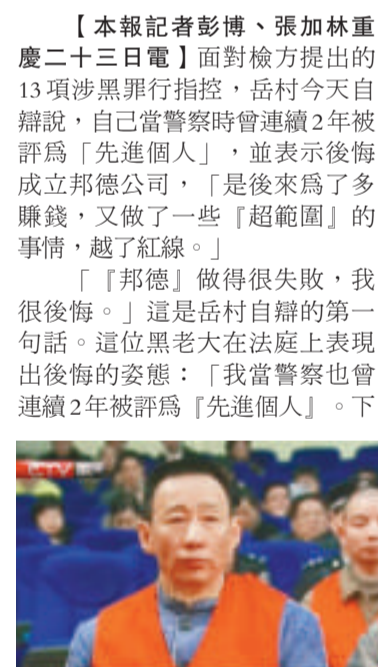 【本報記者彭博、張加林重
慶二十三日電】面對檢方提出的
13項涉黑罪行指控，岳村今天自
辯說，自己當警察時曾連續2年被
評爲「先進個人」，並表示後悔
成立邦德公司，「是後來爲了多
賺錢，又做了一些『超範圍』的
事情，越了紅線。」
「『邦德』做得很失敗，我
很後悔。」這是岳村自辯的第一
句話。這位黑老大在法庭上表現
出後悔的姿態：「我當警察也曾
連續2年被評爲『先進個人』。下